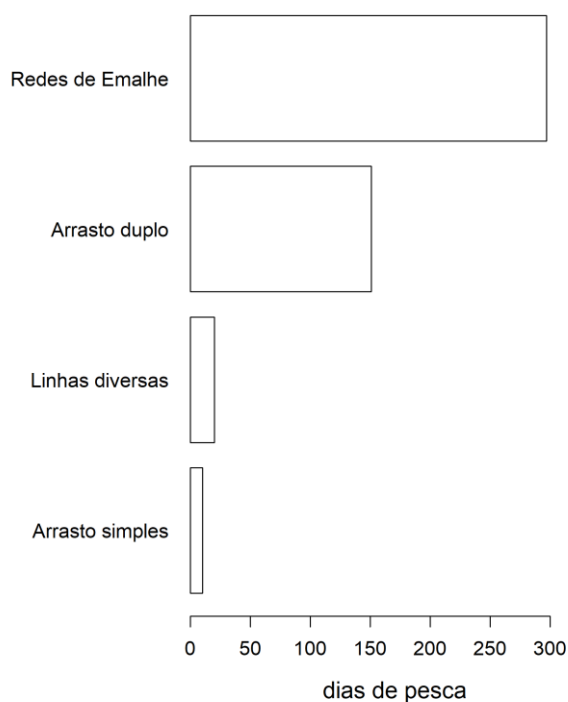 Redes de Emalhe
Arrasto duplo
Linhas diversas
Arrasto simples
0 50 100 150 200 250 300
dias de pesca